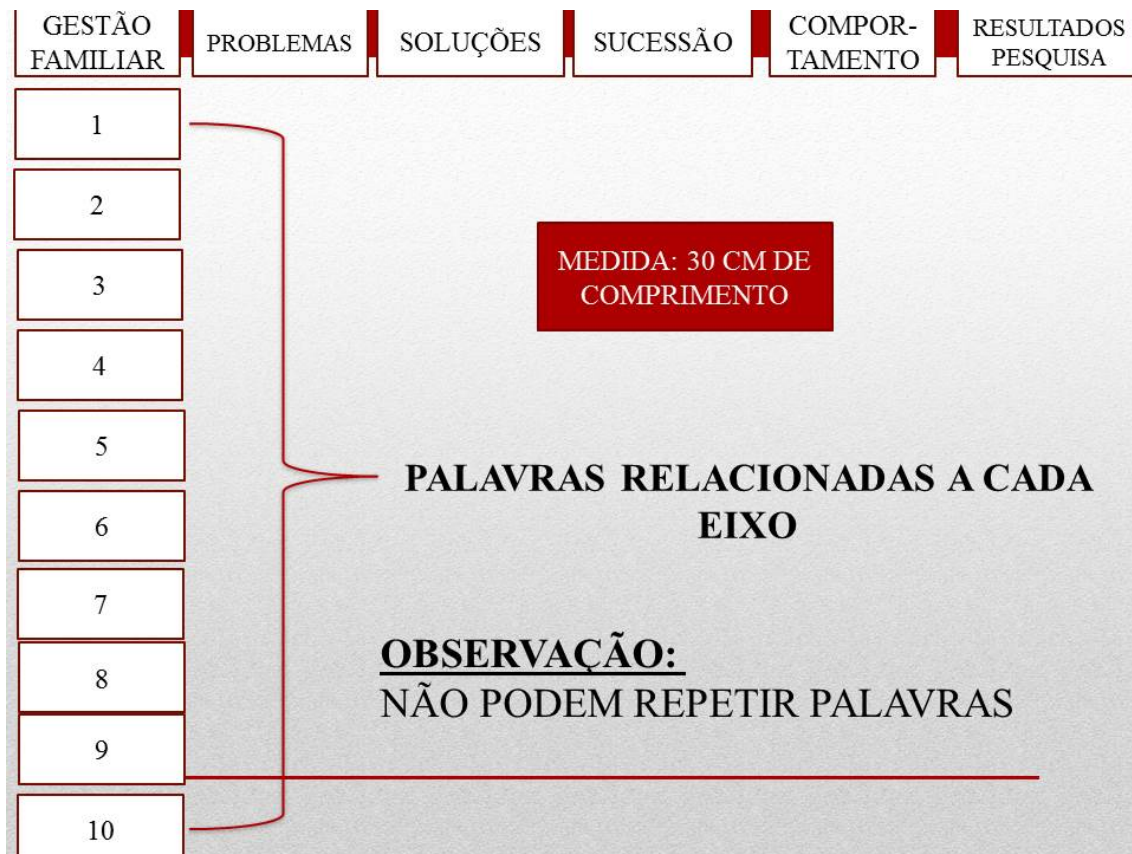 GESTÃO
FAMILIAR
PROBLEMAS
SOLUÇÕES
SUCESSÃO
COMPOR-
TAMENTO
RESULTADOS
PESQUISA
1
2
3
4
5
6
7
8
9
10
MEDIDA: 30 CM DE
COMPRIMENTO
PALAVRAS RELACIONADAS A CADA
EIXO
OBSERVAÇÃO:
NÃO PODEM REPETIR PALAVRAS